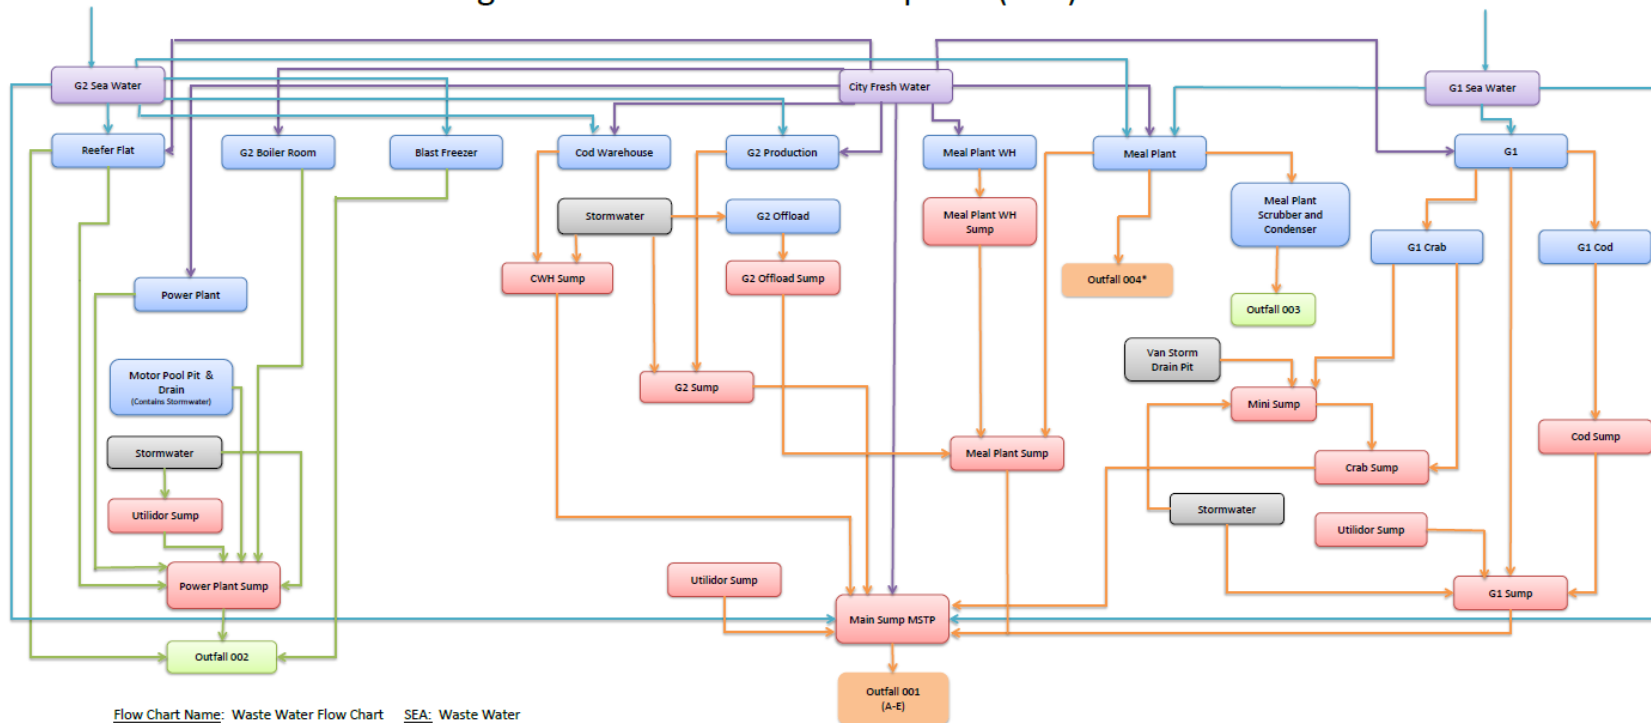 G2 Sea Water
City Fresh Water
G1 Sea Water
Reefer Flat
G2 Boiler Room
Blast Freezer
Cod Warehouse
G2 Production
Meal Plant WH
Meal Plant
G1
Stormwater
G2 Offload
Meal Plant WH
Sump
Meal Plant
Scrubber and
Condenser
G1 Crab
G1 Cod
CWH Sump
G2 Offload Sump
Outfall 004*
Power Plant
Outfall 003
Motor Pool Pit & 
Drain
(Contains Stormwater)
G2 Sump
Van Storm
Drain Pit
Mini Sump
Cod Sump
Stormwater
Meal Plant Sump
Crab Sump
Utilidor Sump
Stormwater
Utilidor Sump
Power Plant Sump
Utilidor Sump
G1 Sump
Main Sump MSTP
Outfall 002
Outfall 001
(A-E)
Flow Chart Name: Waste Water Flow Chart SEA: Waste Water